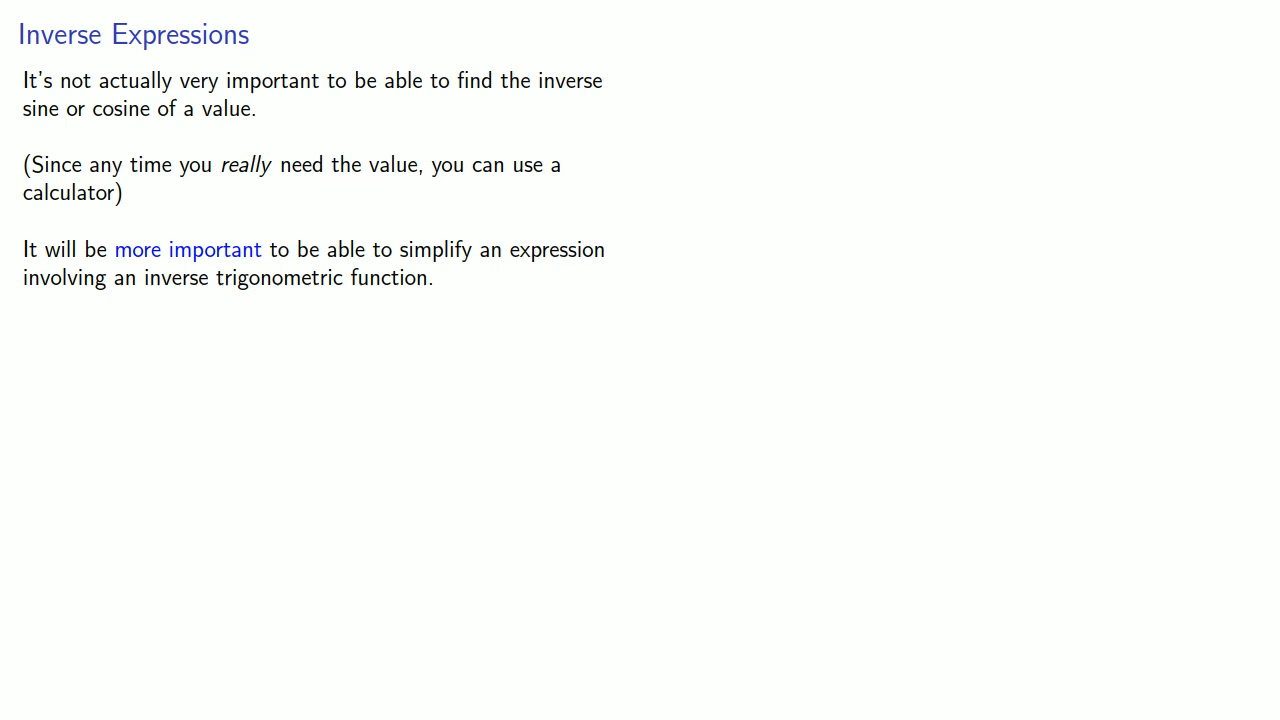 Inverse Expressions
It's not actually very important to be able to find the inverse
sine or cosine of a value.
(Since any time you really need the value, you can use a
calculator)
It will be more important to be able to simplify an expression
involving an inverse trigonometric function.